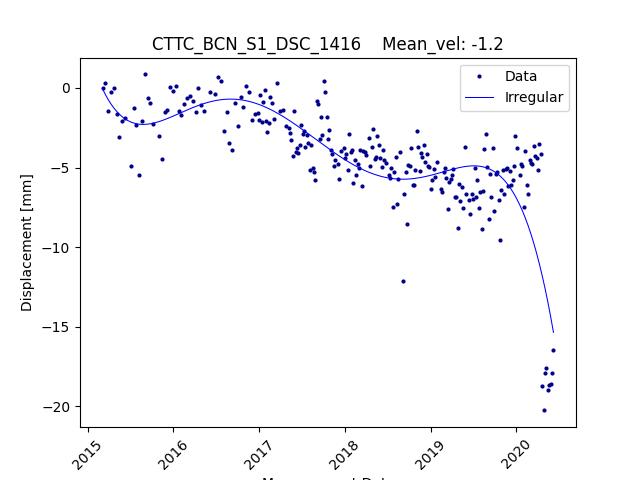 CTTC_BCN_S1_DSC_1416    Mean_vel: -1.2
Displacement [mm]
0
−5
−10
−15
−20
Data
Irregular
2015
2016
2017
2018
2019
2020